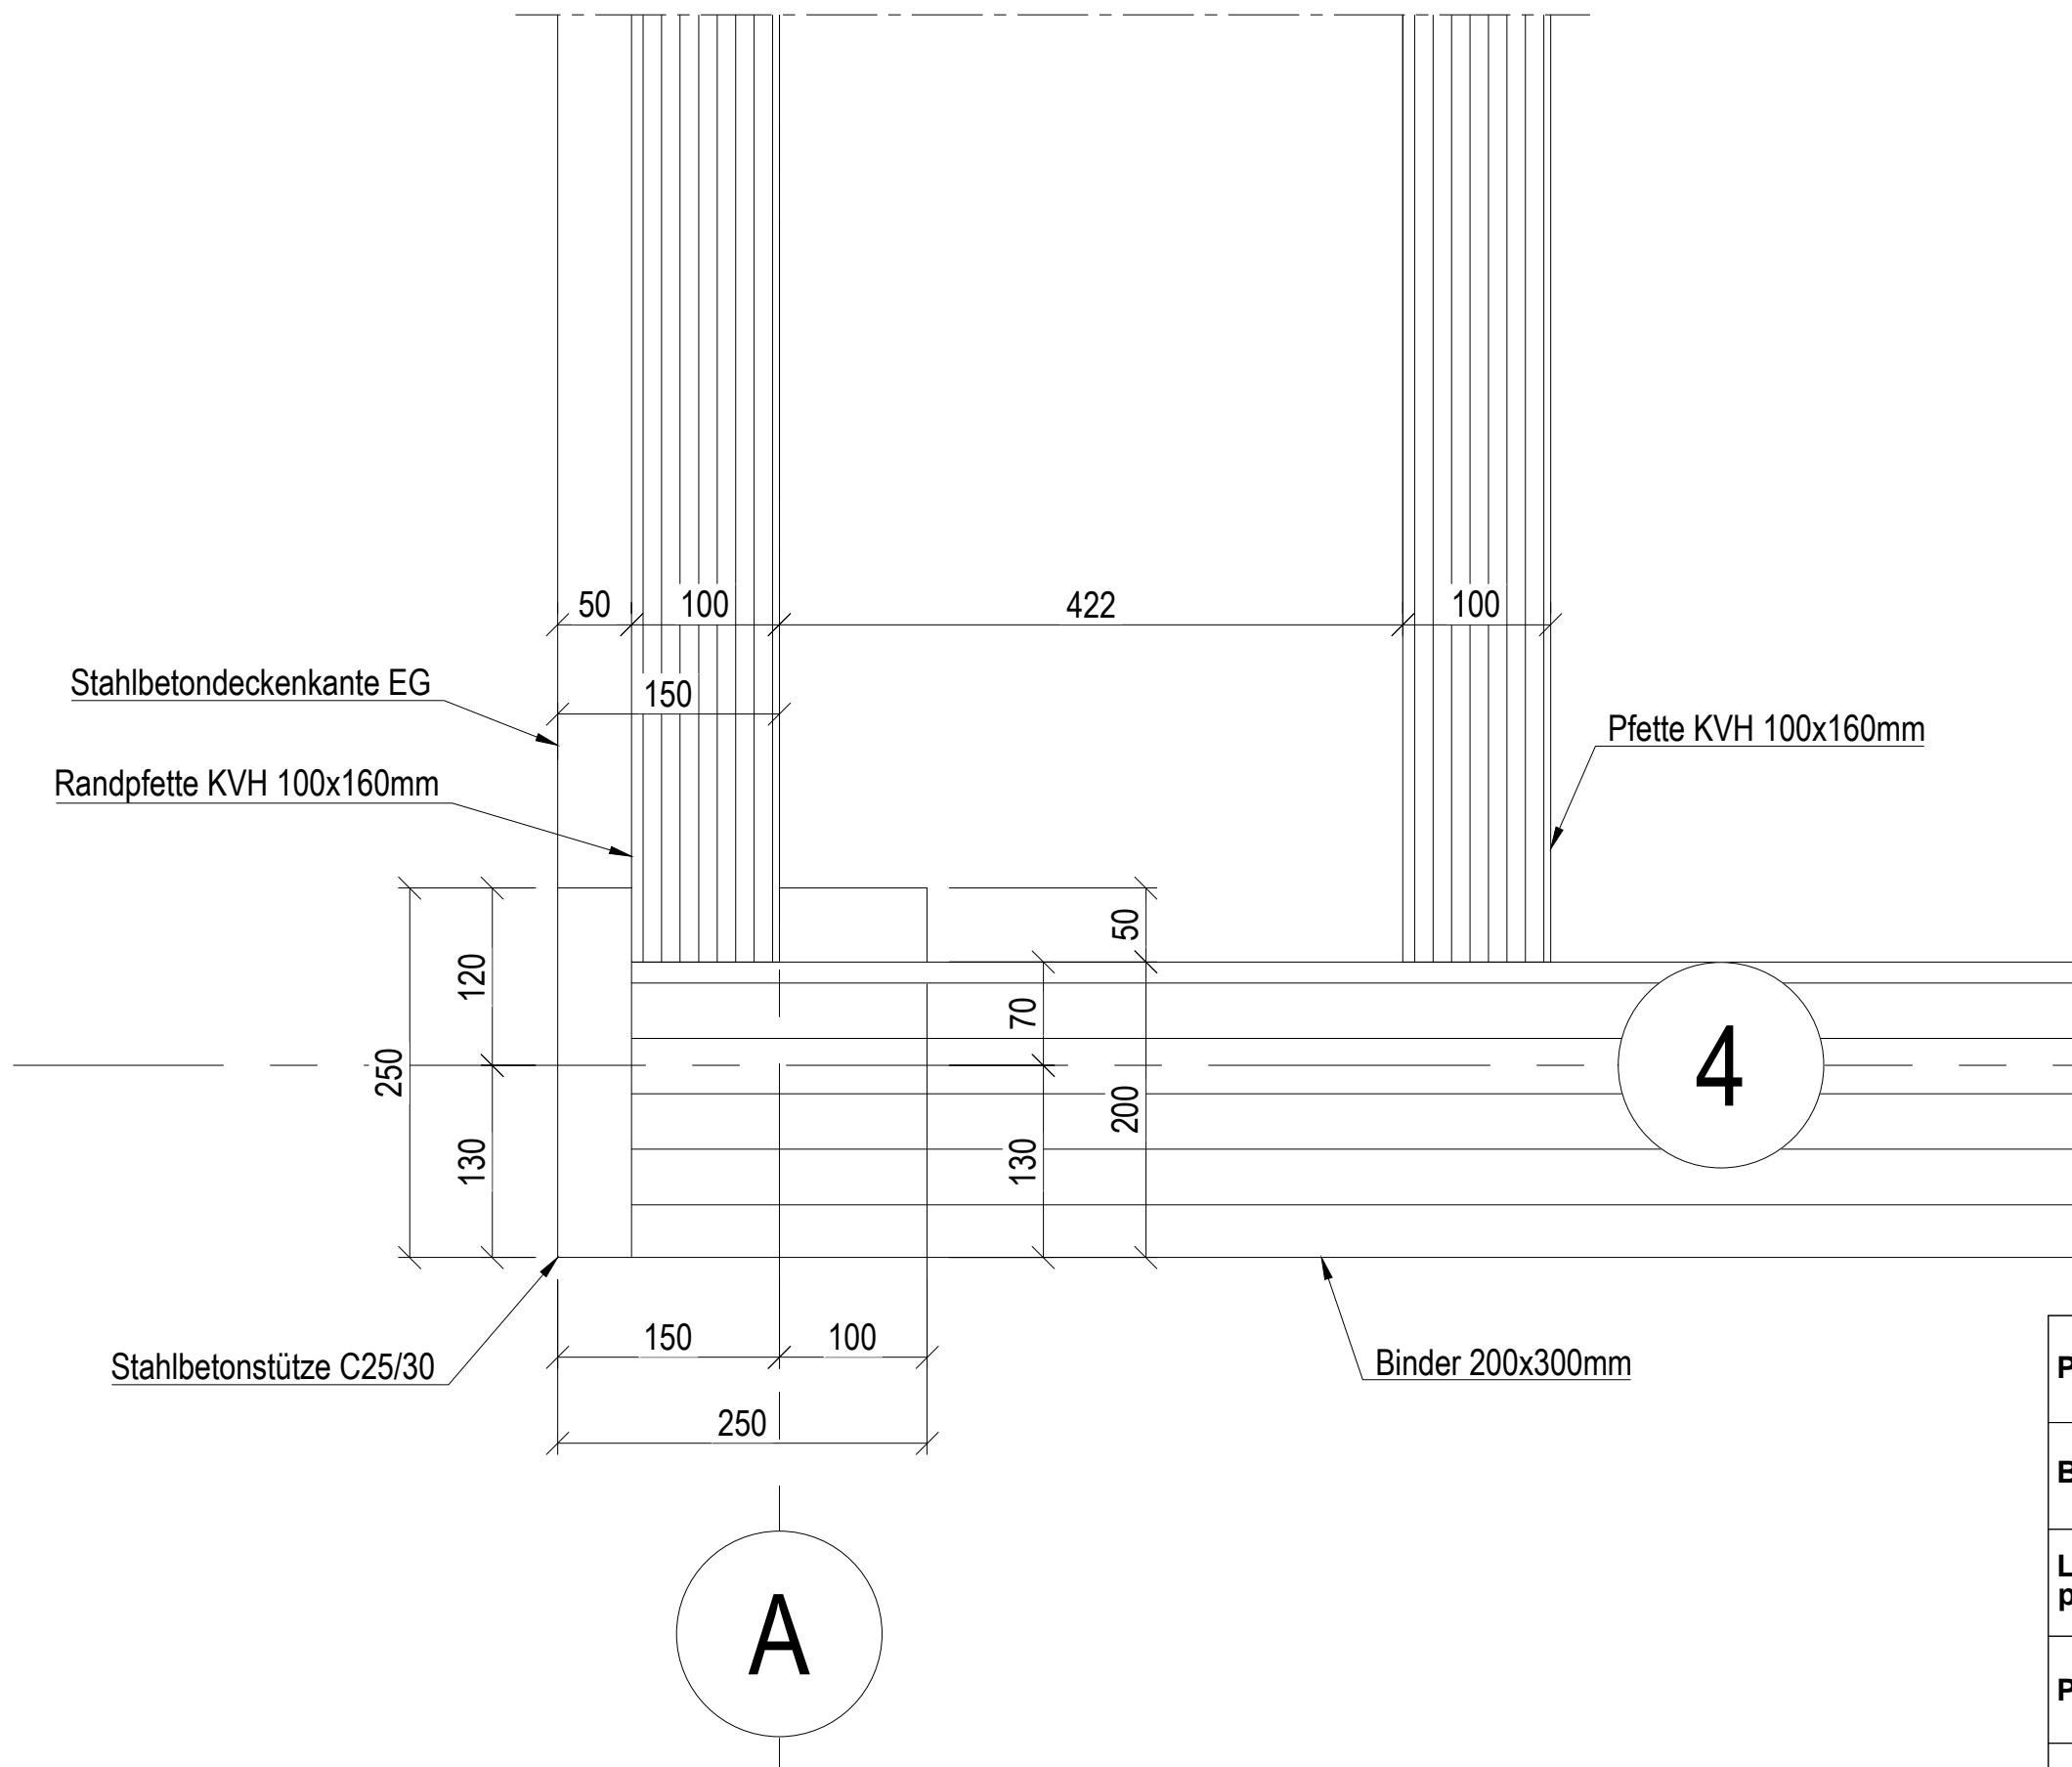 50
100
422
100
Stahlbetondeckenkante EG
150
Pfette KVH 100x160mm
Randpfette KVH 100x160mm
50
120
70
250
4
200
130
130
150
100
Stahlbetonstütze C25/30
Binder 200x300mm
250
A